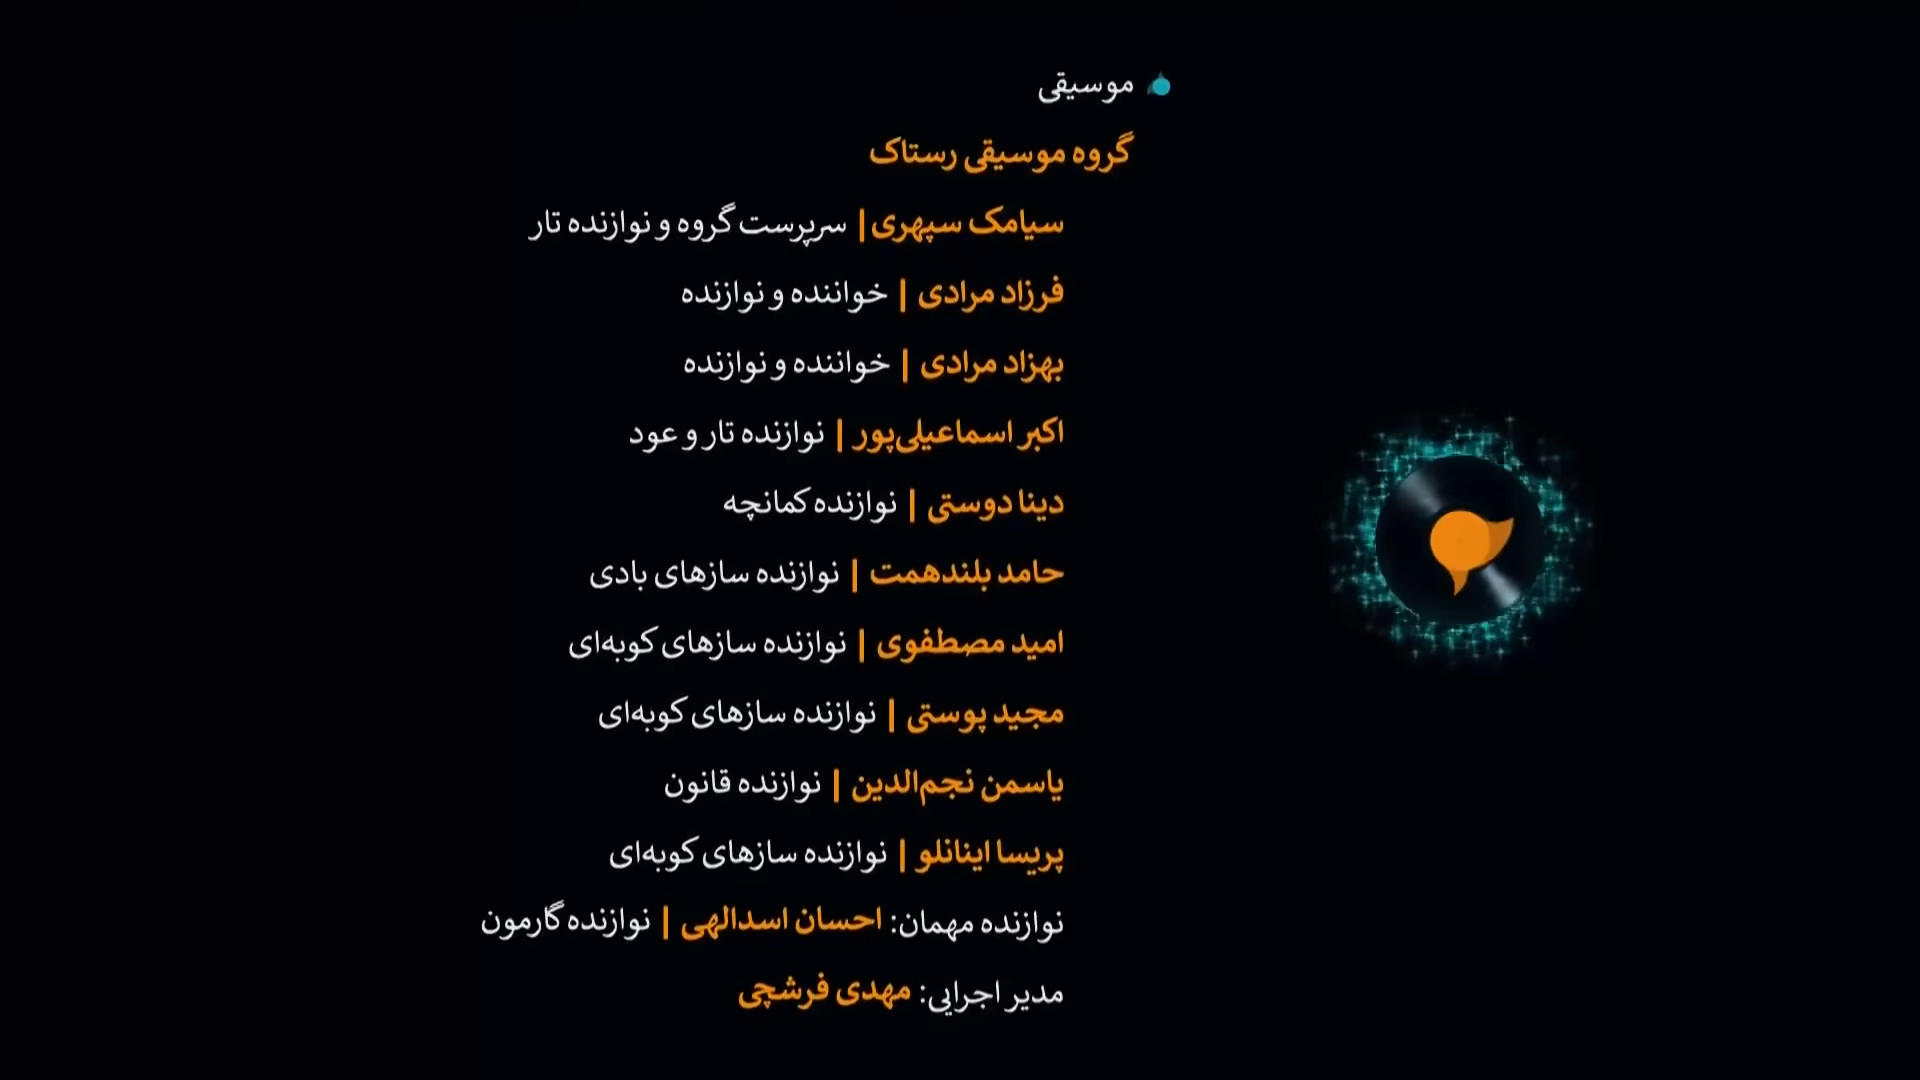 موسیقی
گروه موسیقی رستاک
سیامک سپهری | سرپرست گروه و نوازنده تار
فرزاد مرادی | خواننده و نوازنده
بهزاد مرادی | خواننده و نوازنده
اکبر اسماعیلی‌پور | نوازنده تار و عود
دینا دوستی | نوازنده کمانچه
حامد بلندهمت | نوازنده سازهای بادی
امید مصطفوی | نوازنده سازهای کوبه‌ای
مجید پوستی | نوازنده سازهای کوبه‌ای
یاسمن نجم‌الدین | نوازنده قانون
پریسا اینانلو | نوازنده سازهای کوبه‌ای
نوازنده مهمان: احسان اسدالهی | نوازنده گارمون
مدیر اجرایی: مهدی فرشچی